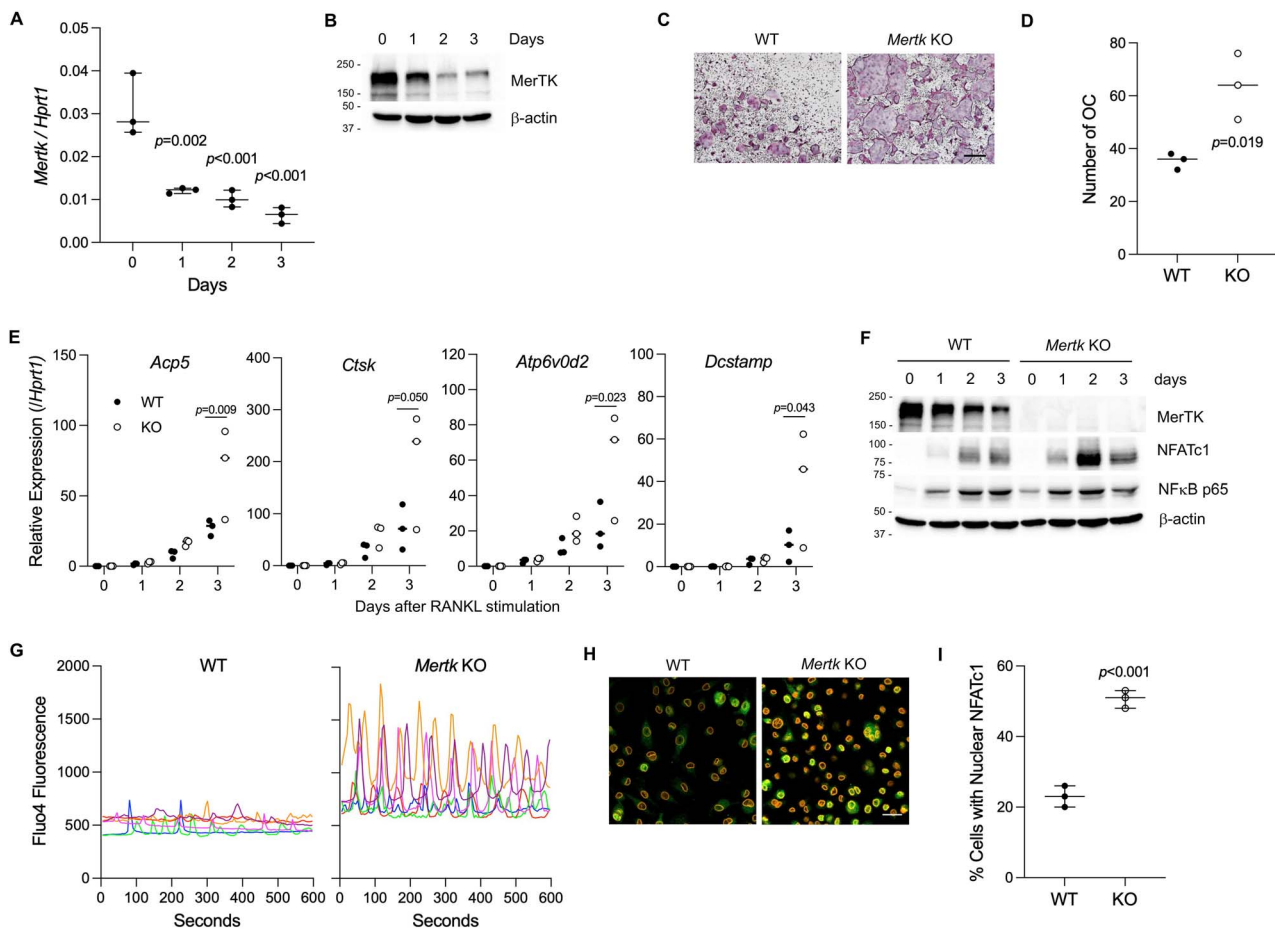 A
0.05
0.04
0.03
0.02
0.01
0.00
Mertk / Hprt1
p=0.002
p<0.001
p<0.001
0 1 2 3
Days
B
0 1 2 3 Days
250 -
150 -
50 -
37 -
MerTK
β-actin
C
WT
Mertk KO
D
80
60
40
20
0
Number of OC
p=0.019
WT KO
E
Relative Expression (/Hprt1)
Acp5
150
100
50
0
WT
KO
p=0.009
0 1 2 3
Ctsk
400
300
200
100
0
p=0.050
0 1 2 3
Atp6v0d2
120
100
80
60
40
20
0
p=0.023
0 1 2 3
Dcstamp
100
80
60
40
20
0
p=0.043
0 1 2 3
Days after RANKL stimulation
F
WT Mertk KO
0 1 2 3 0 1 2 3 days
250 -
150 -
100 -
75 -
50 -
37 -
MerTK
NFATc1
NFκB p65
β-actin
G
WT
Mertk KO
2000
1500
1000
500
0
Fluo4 Fluorescence
0 100 200 300 400 500 600
Seconds
0 100 200 300 400 500 600
Seconds
H
WT
Mertk KO
I
60
40
20
0
% Cells with Nuclear NFATc1
p<0.001
WT KO